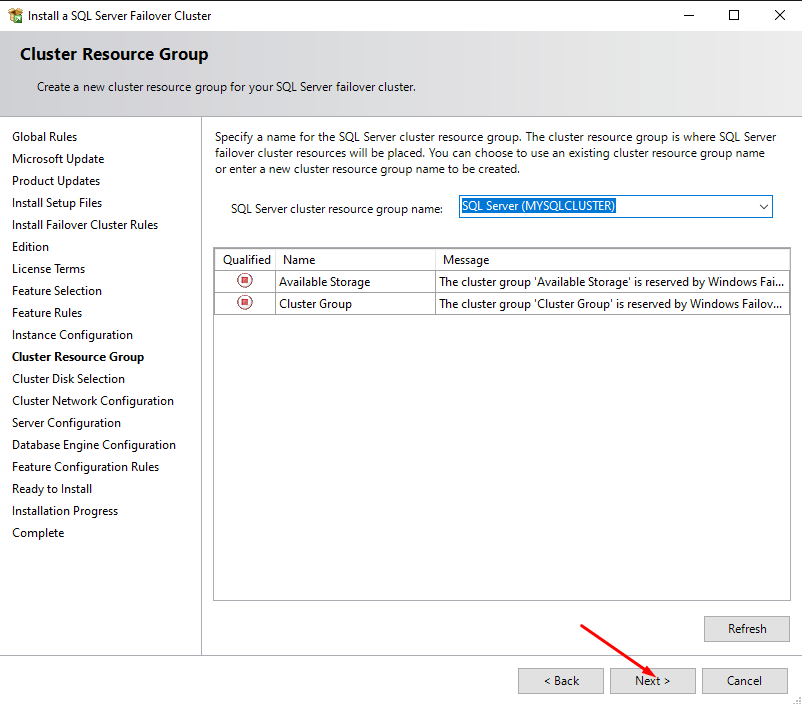 Install a SQL Server Failover Cluster
Cluster Resource Group
Create a new cluster resource group for your SQL Server failover cluster.
Global Rules
Microsoft Update
Product Updates
Install Setup Files
Install Failover Cluster Rules
Edition
License Terms
Feature Selection
Feature Rules
Instance Configuration
Cluster Resource Group
Cluster Disk Selection
Cluster Network Configuration
Server Configuration
Database Engine Configuration
Feature Configuration Rules
Ready to Install
Installation Progress
Complete
Specify a name for the SQL Server cluster resource group. The cluster resource group is where SQL Server
failover cluster resources will be placed. You can choose to use an existing cluster resource group name
or enter a new cluster resource group name to be created.
SQL Server cluster resource group name: SQL Server (MYSQLCLUSTER)
Qualified Name Message
Available Storage The cluster group 'Available Storage' is reserved by Windows Fai...
Cluster Group The cluster group 'Cluster Group' is reserved by Windows Failov...
Refresh
< Back Next > Cancel